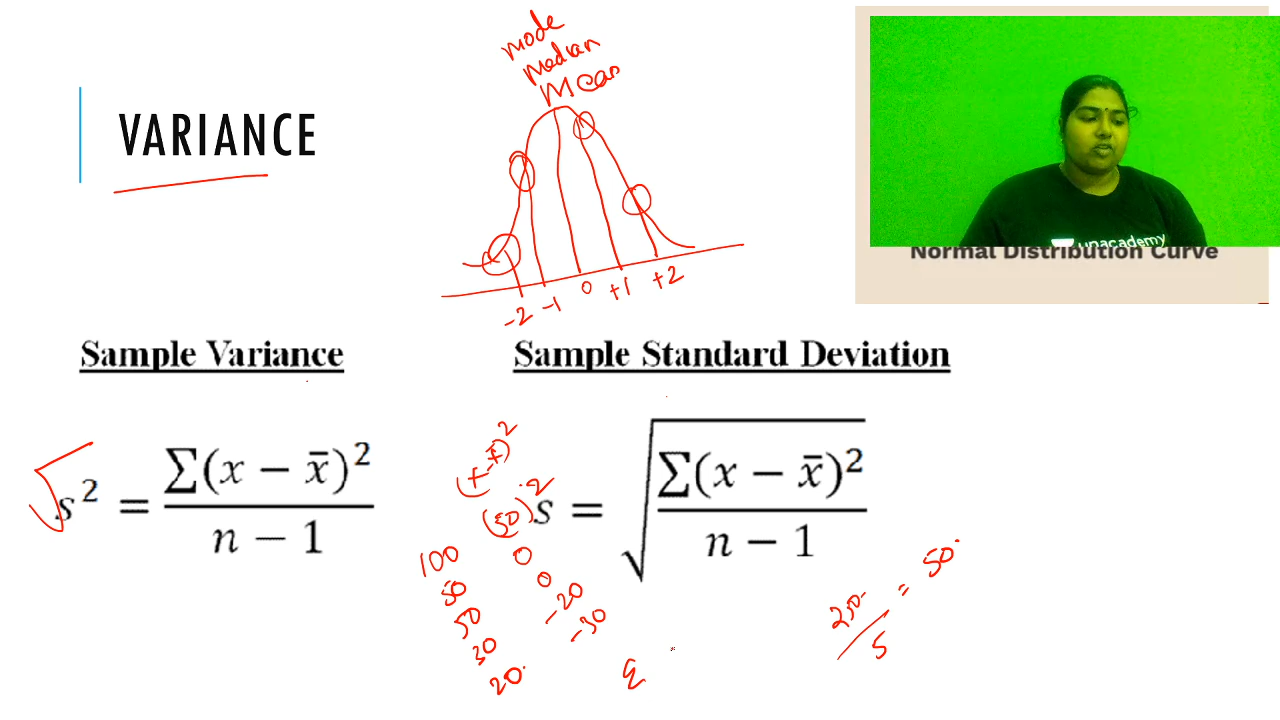 mode
median
Mean
VARIANCE
unacademy
Normal Distribution Curve
-2 -1 0 +1 +2
Sample Variance
Sample Standard Deviation
√s² = ∑(x − x̄)² / n − 1
s = √∑(x − x̄)² / n − 1
(x-x̄)²
(50)²
100
50
50
30
20
0
0
-20
-30
250/5 = 50